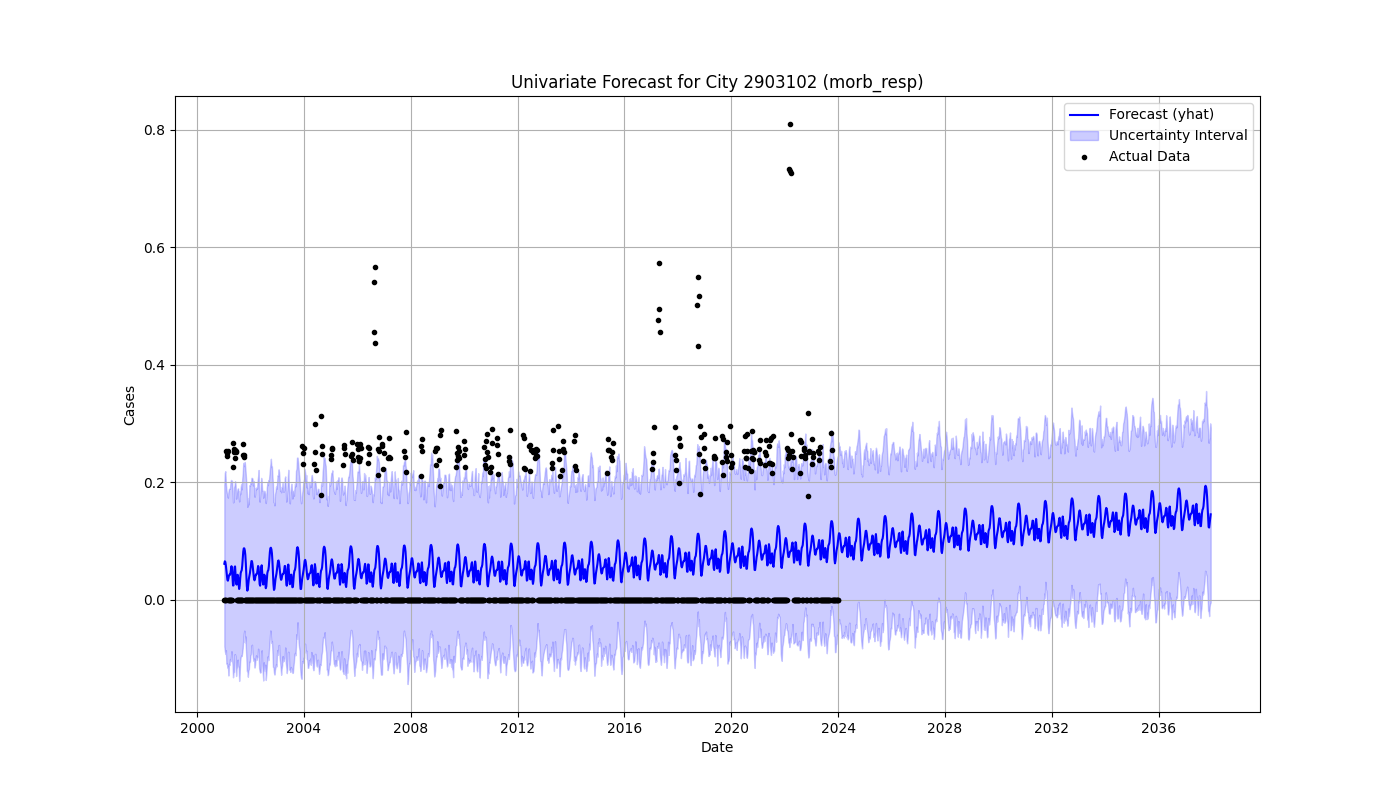 Univariate Forecast for City 2903102 (morb_resp)
Forecast (yhat)
Uncertainty Interval
Actual Data
Cases
0.8
0.6
0.4
0.2
0.0
2000 2004 2008 2012 2016 2020 2024 2028 2032 2036
Date